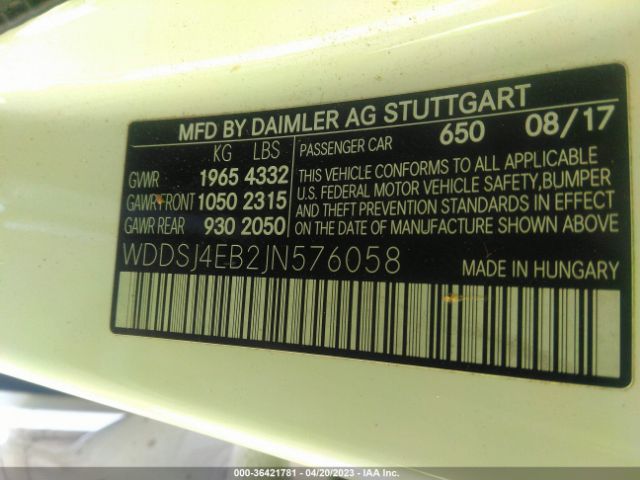 MFD BY DAIMLER AG STUTTGART
KG LBS
GVWR 1965 4332
GAWR FRONT 1050 2315
GAWR REAR 930 2050
PASSENGER CAR 650 08/17
THIS VEHICLE CONFORMS TO ALL APPLICABLE
U.S. FEDERAL MOTOR VEHICLE SAFETY, BUMPER
AND THEFT PREVENTION STANDARDS IN EFFECT
ON THE DATE OF MANUFACTURE SHOWN ABOVE
WDDSJ4EB2JN576058
MADE IN HUNGARY
000-36421781 - 04/20/2023 - IAA Inc.